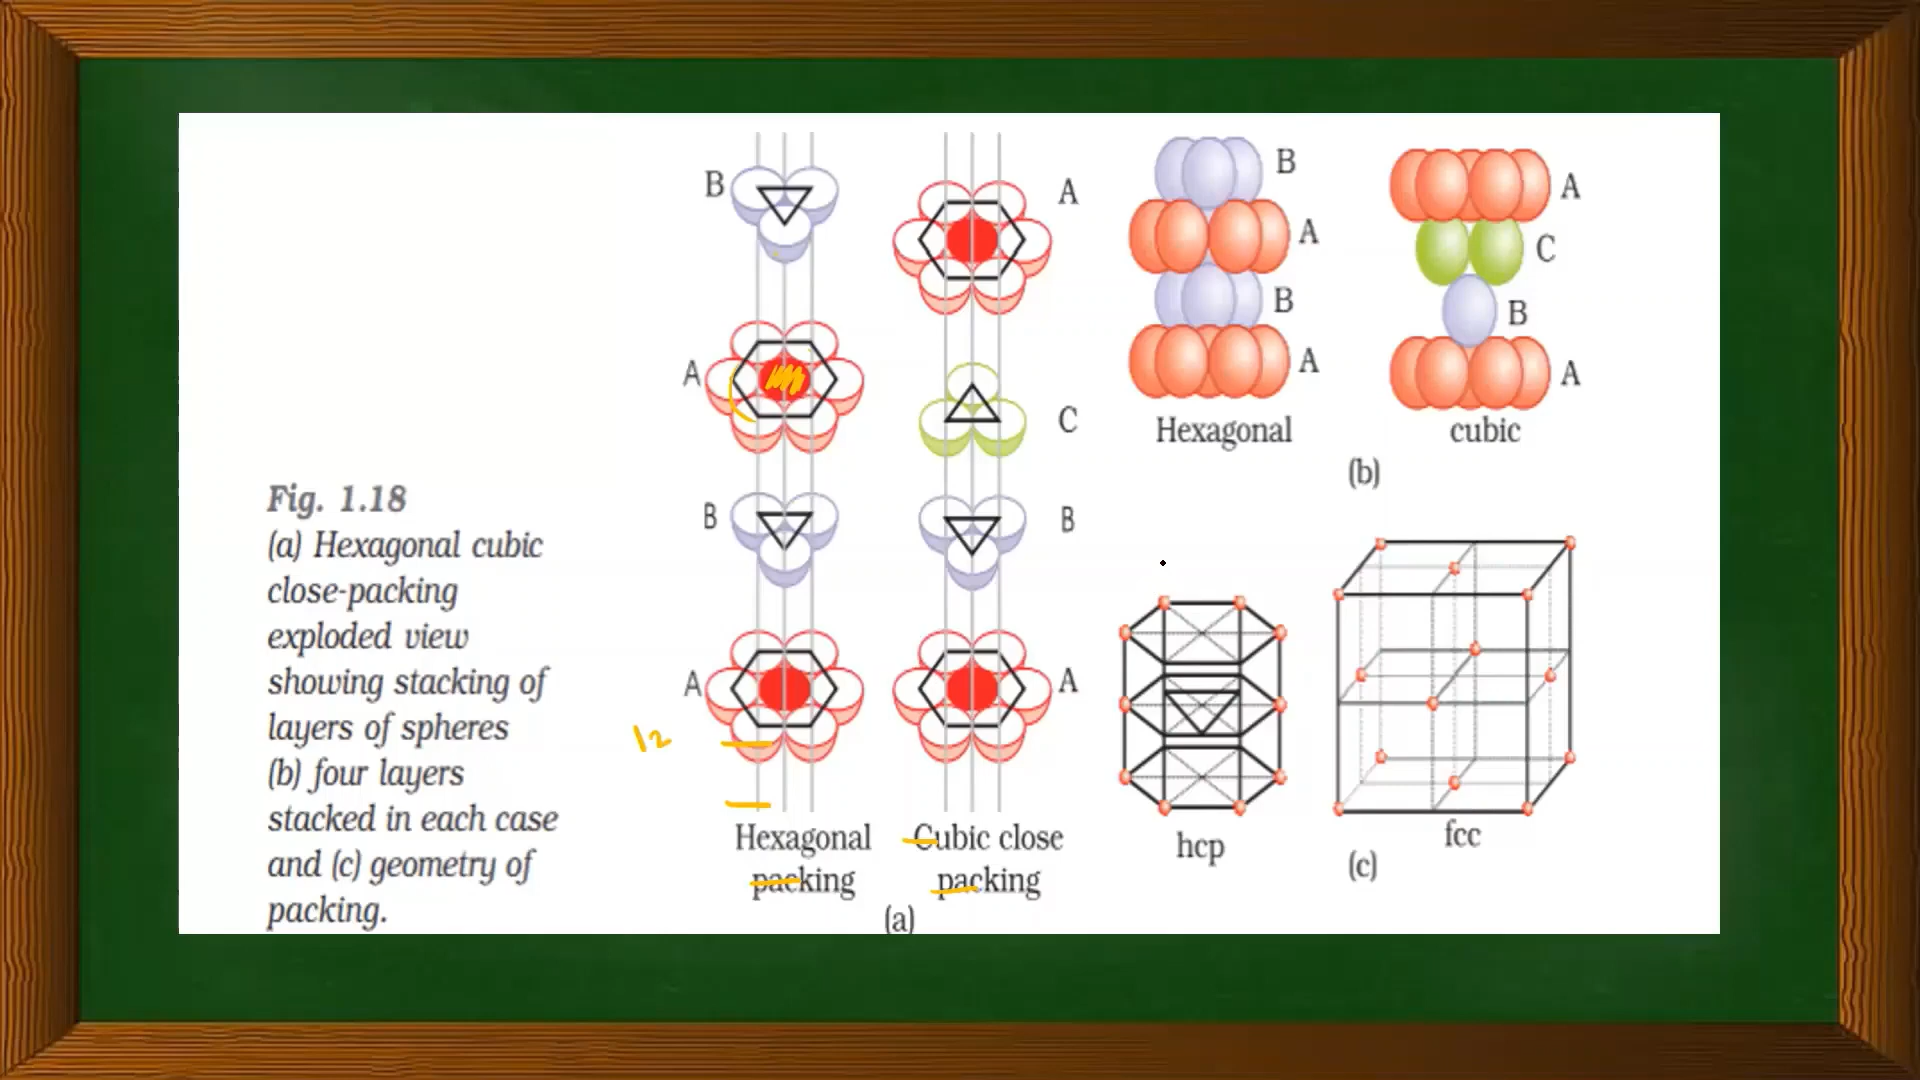 Fig. 1.18
(a) Hexagonal cubic
close-packing
exploded view
showing stacking of
layers of spheres
(b) four layers
stacked in each case
and (c) geometry of
packing.
B
A
B
A
12
Hexagonal
packing
A
C
B
A
Cubic close
packing
(a)
B
A
B
A
Hexagonal
A
C
B
A
cubic
(b)
hcp
fcc
(c)